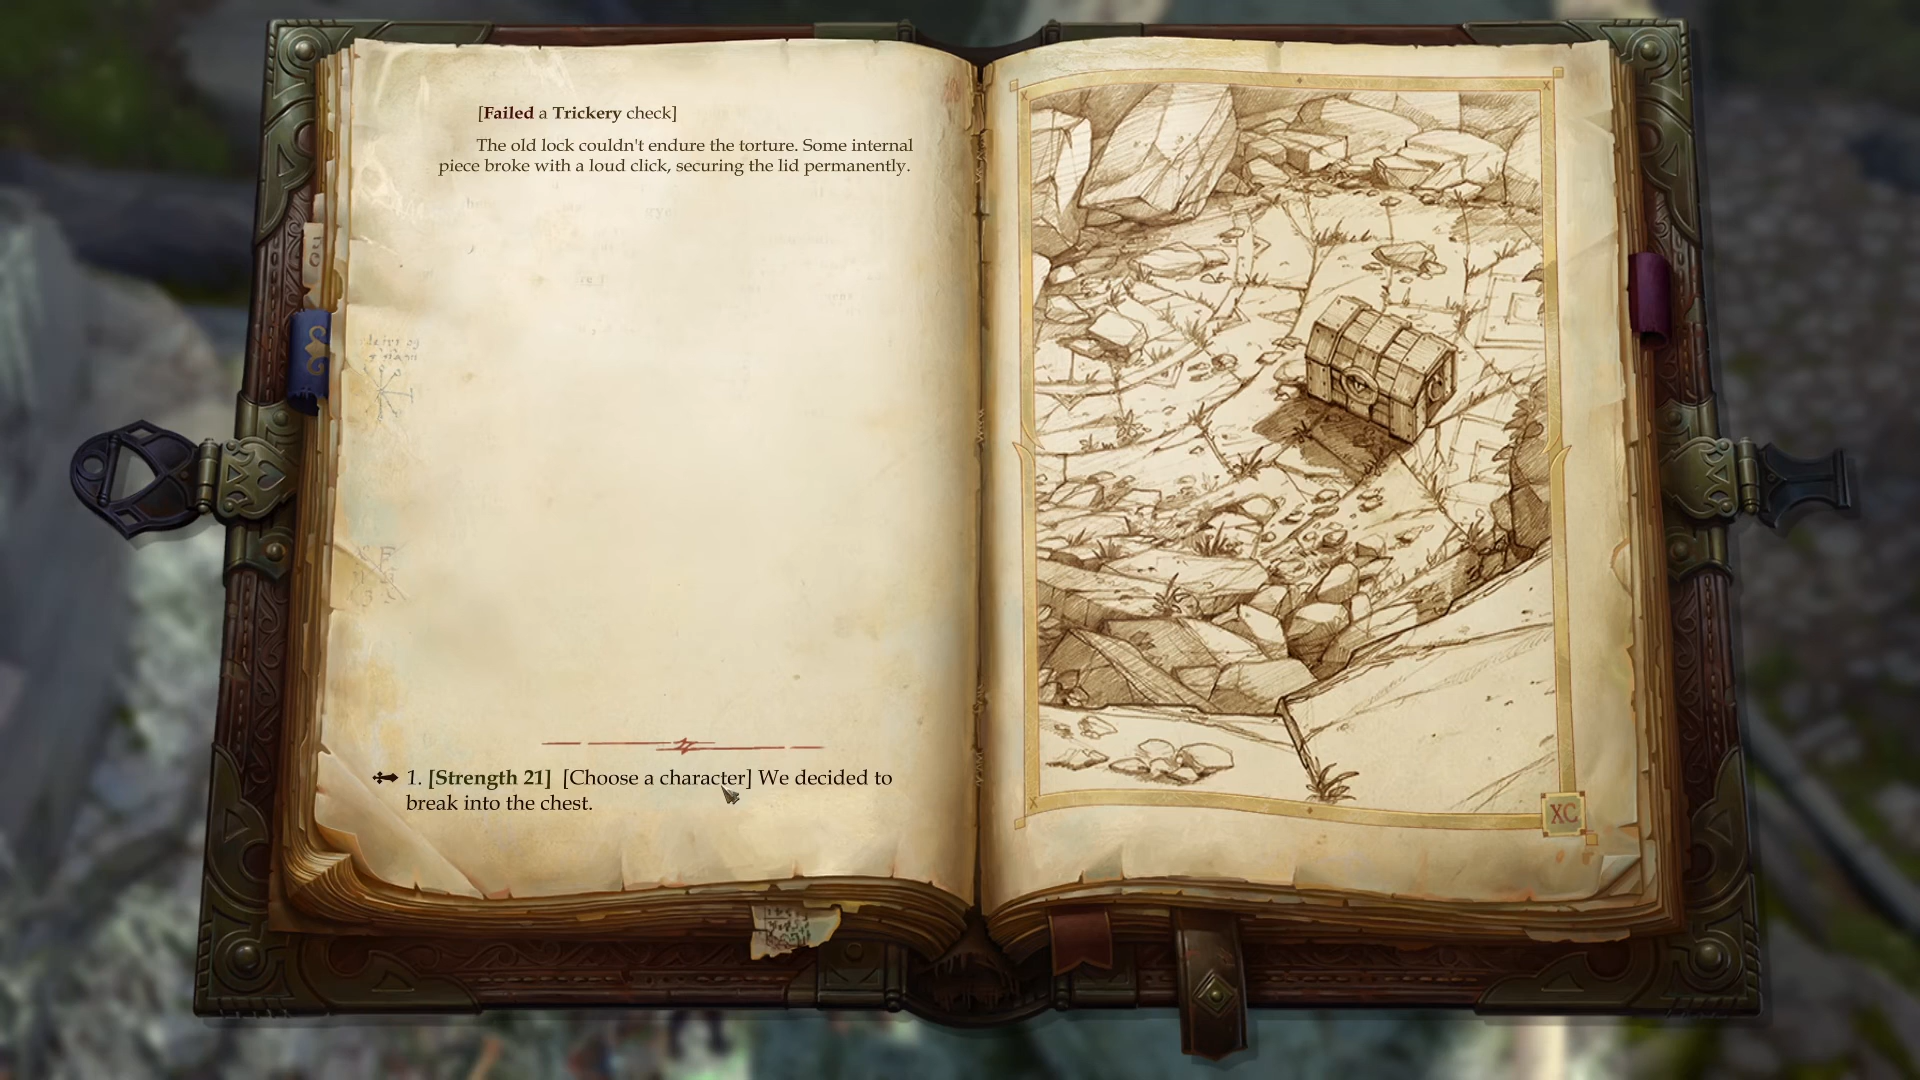 [Failed a Trickery check]
The old lock couldn't endure the torture. Some internal
piece broke with a loud click, securing the lid permanently.
1. [Strength 21] [Choose a character] We decided to
break into the chest.
XC